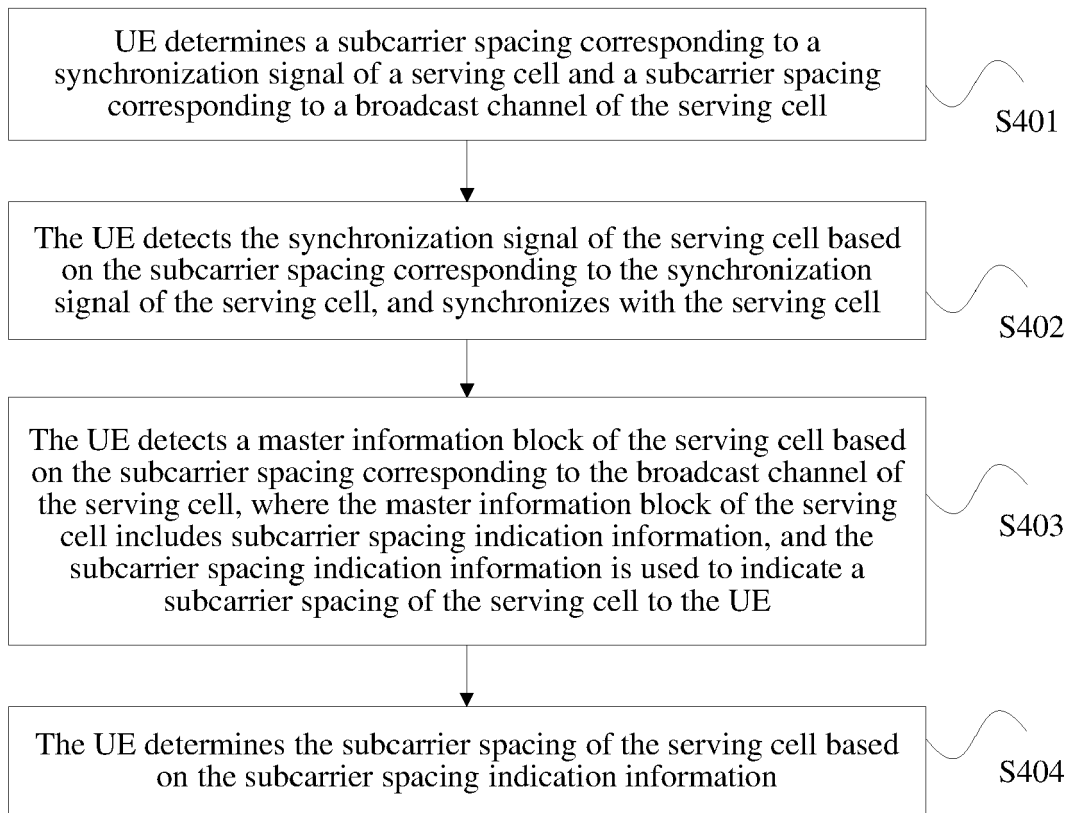 UE determines a subcarrier spacing corresponding to a
synchronization signal of a serving cell and a subcarrier spacing
corresponding to a broadcast channel of the serving cell
S401
The UE detects the synchronization signal of the serving cell based
on the subcarrier spacing corresponding to the synchronization
signal of the serving cell, and synchronizes with the serving cell
S402
The UE detects a master information block of the serving cell based
on the subcarrier spacing corresponding to the broadcast channel of
the serving cell, where the master information block of the serving
cell includes subcarrier spacing indication information, and the
subcarrier spacing indication information is used to indicate a
subcarrier spacing of the serving cell to the UE
S403
The UE determines the subcarrier spacing of the serving cell based
on the subcarrier spacing indication information
S404